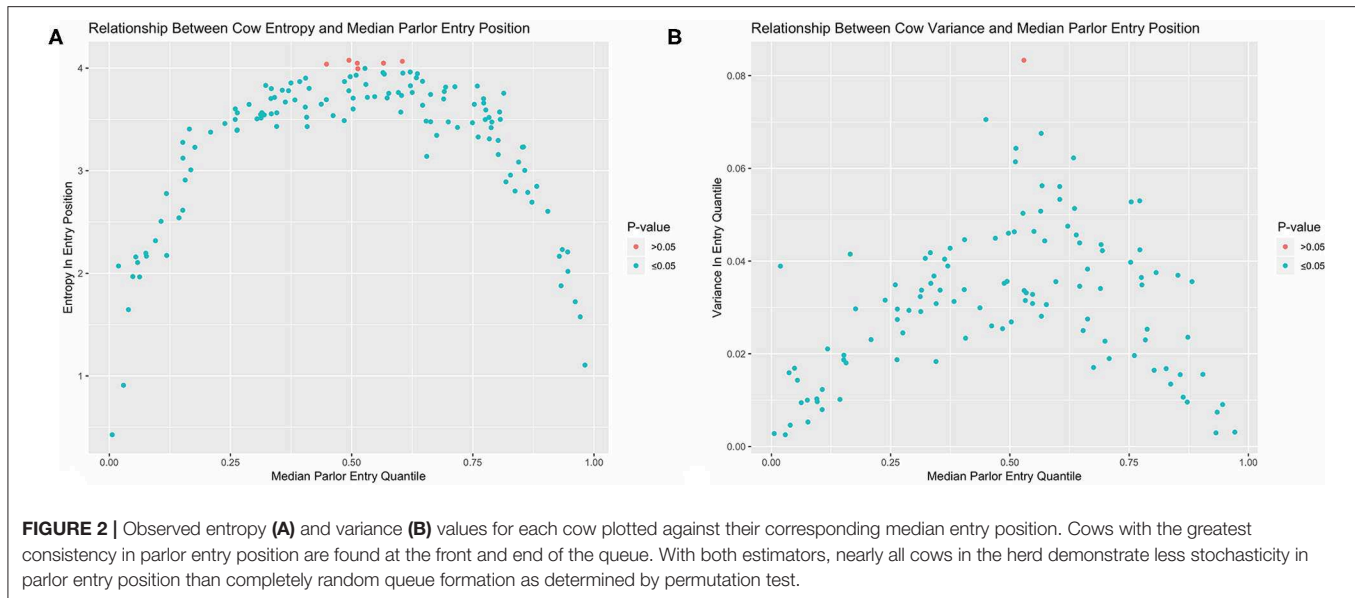 A
Relationship Between Cow Entropy and Median Parlor Entry Position
Entropy In Entry Position
4
3
2
1
0.00 0.25 0.50 0.75 1.00
Median Parlor Entry Quantile
P-value
>0.05
≤0.05
B
Relationship Between Cow Variance and Median Parlor Entry Position
Variance In Entry Quantile
0.08
0.06
0.04
0.02
0.00
0.00 0.25 0.50 0.75 1.00
Median Parlor Entry Quantile
P-value
>0.05
≤0.05
FIGURE 2 | Observed entropy (A) and variance (B) values for each cow plotted against their corresponding median entry position. Cows with the greatest
consistency in parlor entry position are found at the front and end of the queue. With both estimators, nearly all cows in the herd demonstrate less stochasticity in
parlor entry position than completely random queue formation as determined by permutation test.